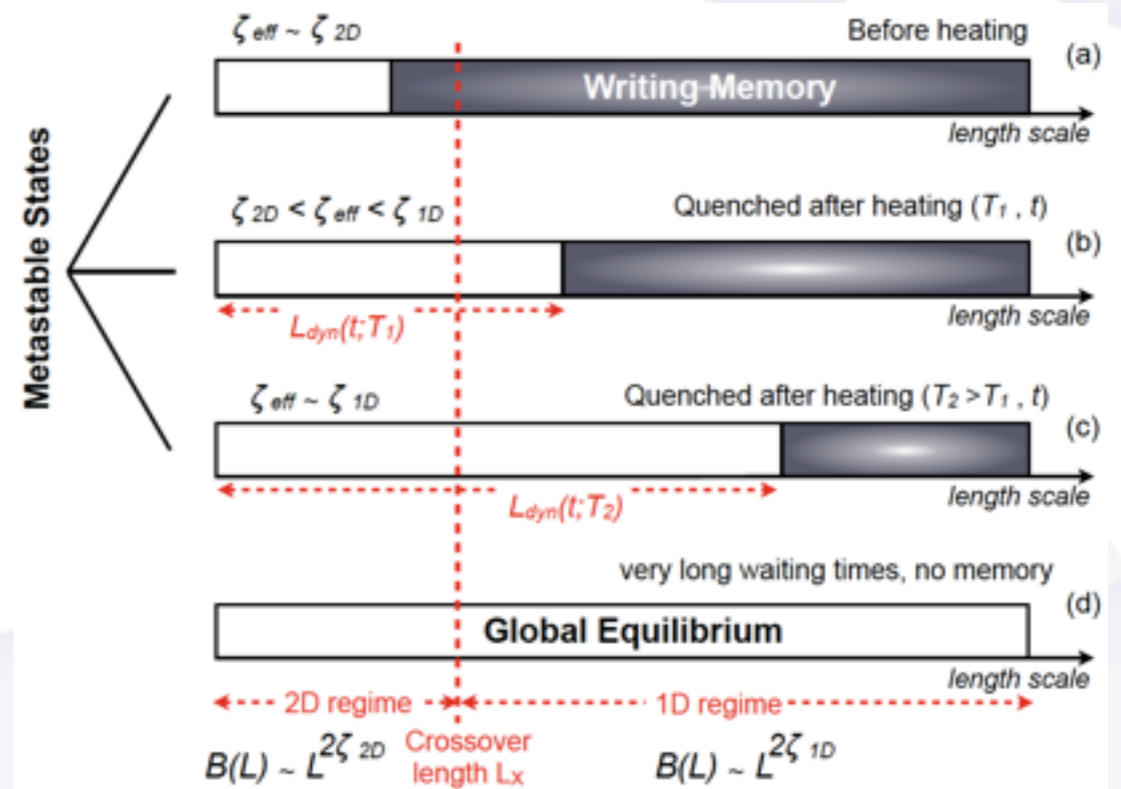 Metastable States
ζ eff ~ ζ 2D
Before heating
(a)
Writing Memory
length scale
ζ 2D < ζ eff < ζ 1D
Quenched after heating (T1 , t)
(b)
Ldyn(t;T1)
length scale
ζ eff ~ ζ 1D
Quenched after heating (T2 >T1 , t)
(c)
length scale
Ldyn(t;T2)
very long waiting times, no memory
(d)
Global Equilibrium
length scale
2D regime
1D regime
B(L) ~ L^2ζ 2D
Crossover
length Lx
B(L) ~ L^2ζ 1D